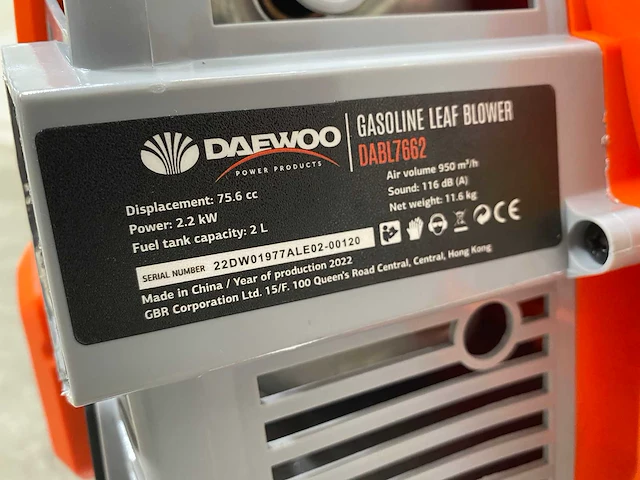 DAEWOO
POWER PRODUCTS
GASOLINE LEAF BLOWER
DABL7662
Displacement: 75.6 cc
Power: 2.2 kW
Fuel tank capacity: 2 L
Air volume 950 m³/h
Sound: 116 dB (A)
Net weight: 11.6 kg
SERIAL NUMBER 22DW01977ALE02-00120
CE
Made in China / Year of production 2022
GBR Corporation Ltd. 15/F. 100 Queen's Road Central, Central, Hong Kong